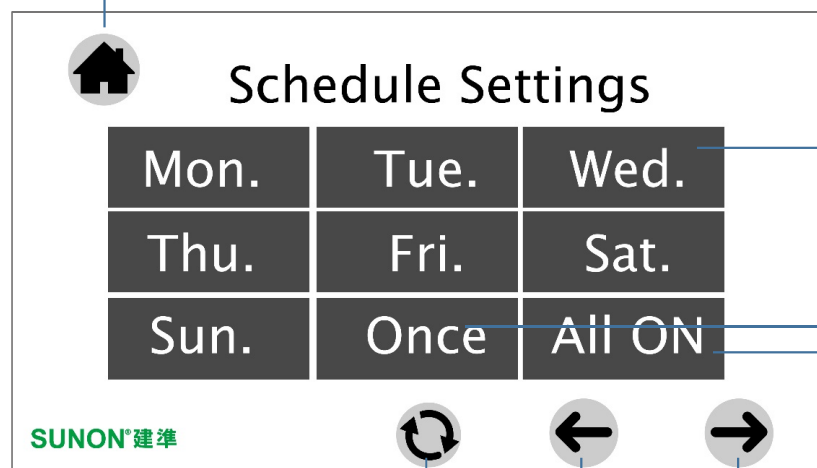 Schedule Settings
Mon. Tue. Wed.
Thu. Fri. Sat.
Sun. Once All ON
SUNON®建準